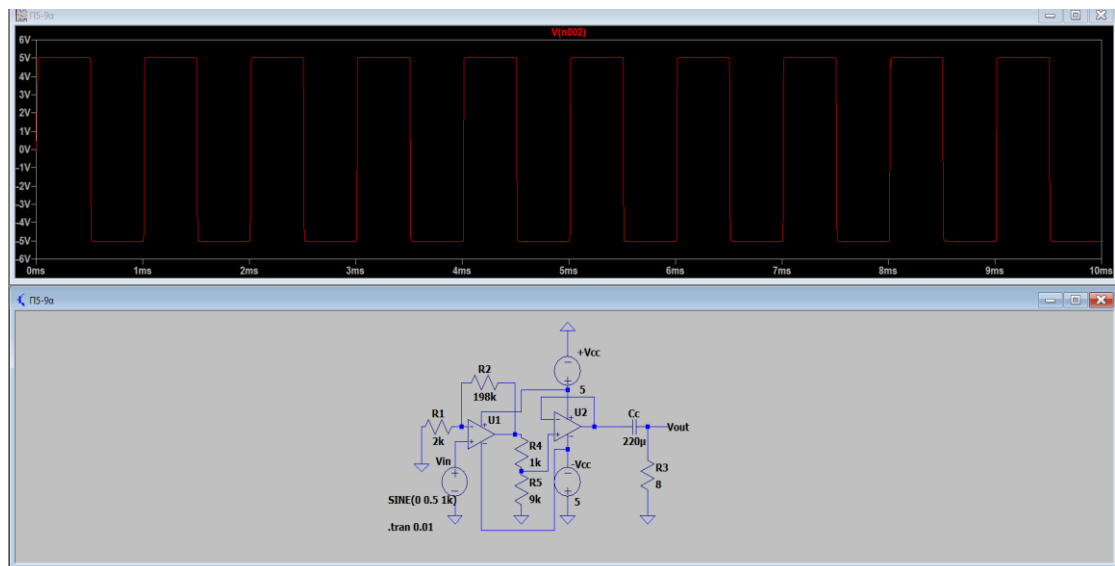 П5-9α
V(n002)
6V
5V
4V
3V
2V
1V
0V
-1V
-2V
-3V
-4V
-5V
-6V
0ms 1ms 2ms 3ms 4ms 5ms 6ms 7ms 8ms 9ms 10ms
П5-9α
+Vcc
5
R2
198k
R1
2k
U1
U2
Cc
220µ
Vout
R4
1k
R5
9k
Vin
-Vcc
5
R3
8
SINE(0 0.5 1k)
.tran 0.01